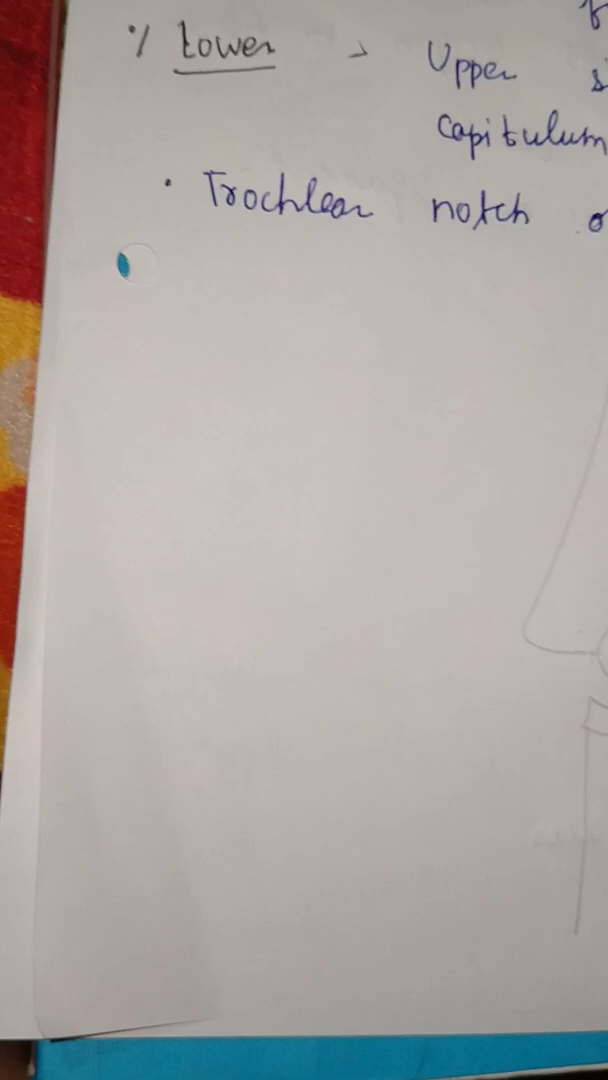 Lower → Upper
capitulum
• Trochlear notch